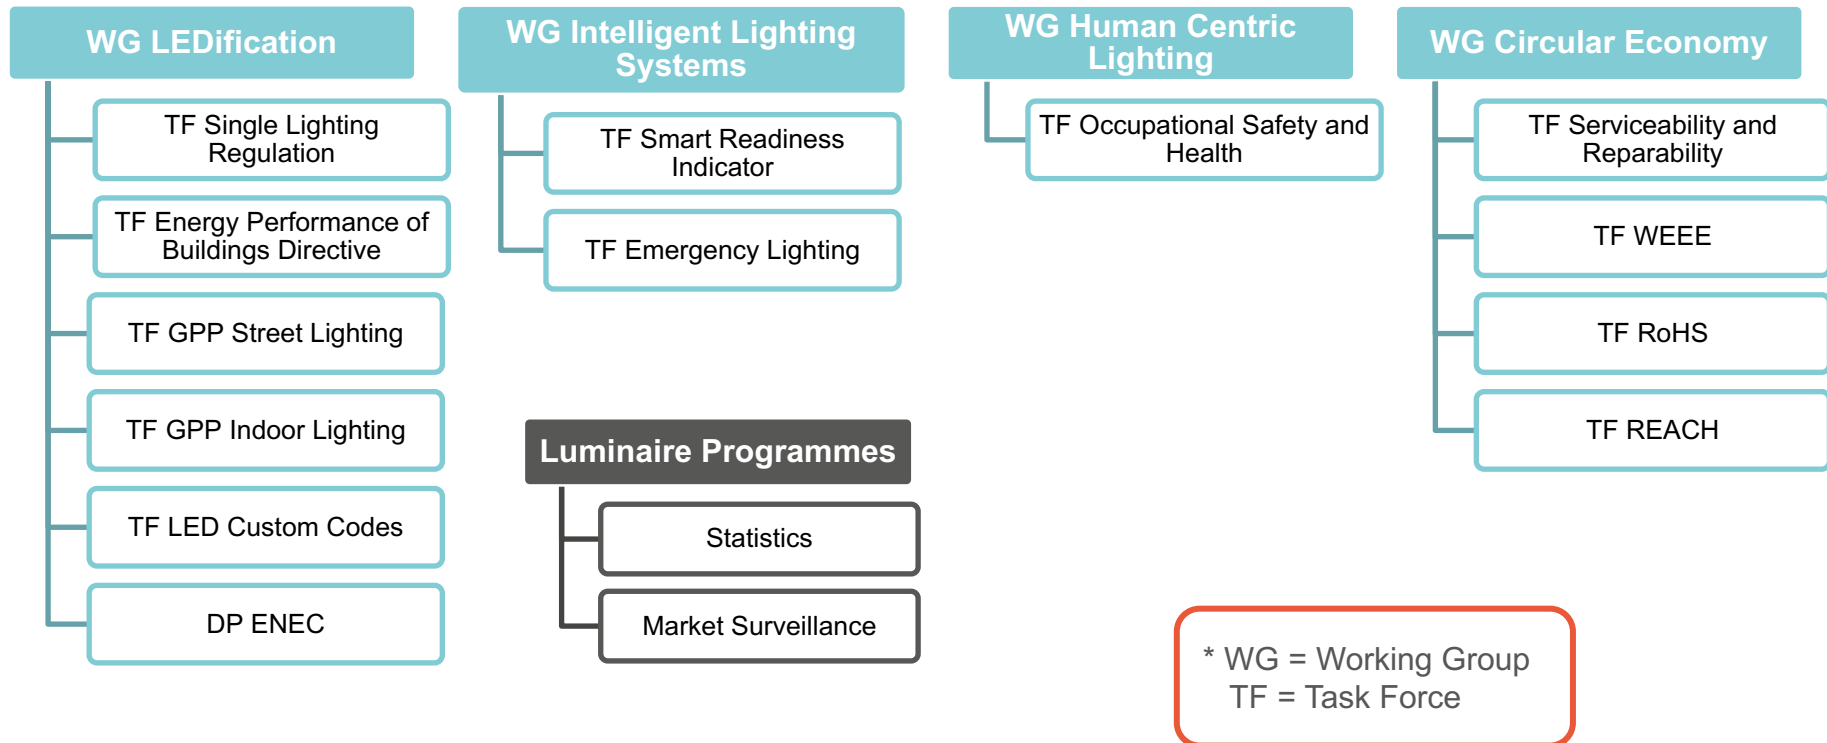 WG LEDification
TF Single Lighting
Regulation
TF Energy Performance of
Buildings Directive
TF GPP Street Lighting
TF GPP Indoor Lighting
TF LED Custom Codes
DP ENEC
WG Intelligent Lighting
Systems
TF Smart Readiness
Indicator
TF Emergency Lighting
Luminaire Programmes
Statistics
Market Surveillance
WG Human Centric
Lighting
TF Occupational Safety and
Health
WG Circular Economy
TF Serviceability and
Reparability
TF WEEE
TF RoHS
TF REACH
* WG = Working Group
TF = Task Force